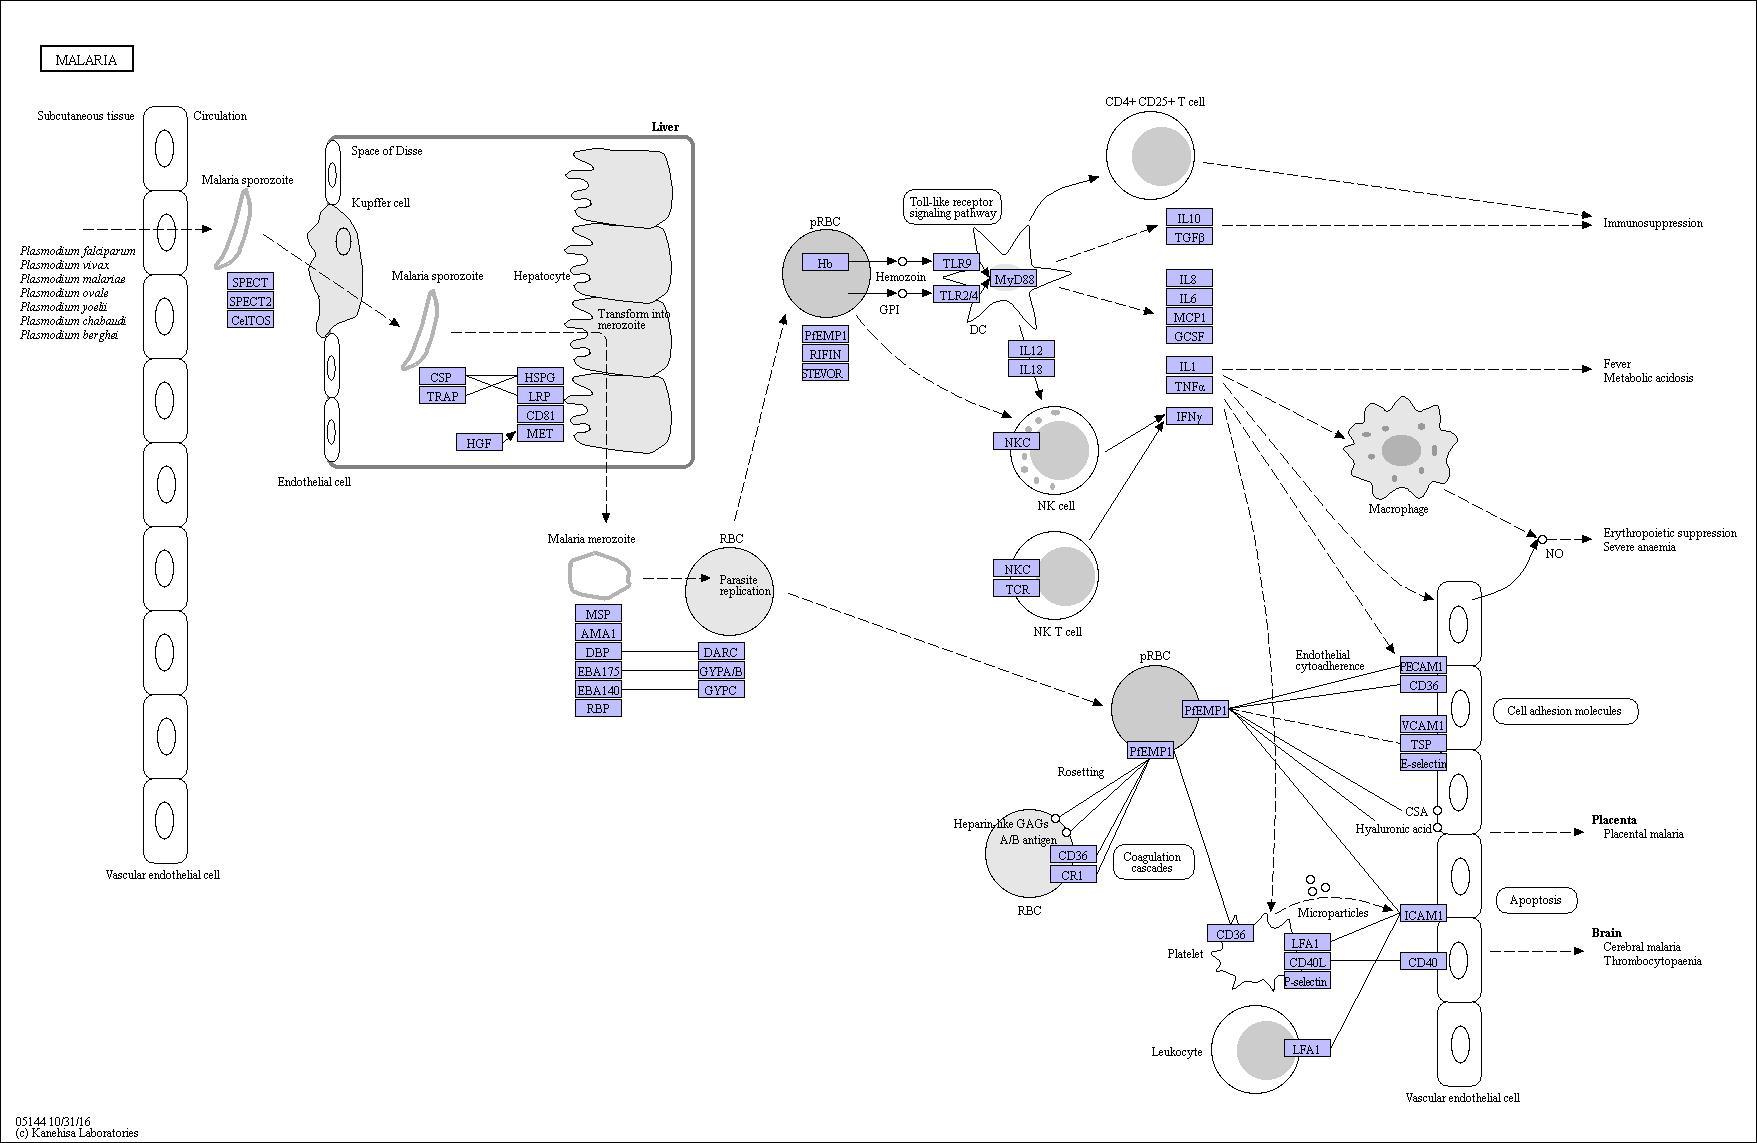 MALARIA
Subcutaneous tissue
Circulation
Malaria sporozoite
Plasmodium falciparum
Plasmodium vivax
Plasmodium malariae
Plasmodium ovale
Plasmodium yoelii
Plasmodium chabaudi
Plasmodium berghei
SPECT
SPECT2
CelTOS
Vascular endothelial cell
Liver
Space of Disse
Kupffer cell
Malaria sporozoite
Hepatocyte
Transform into
merozoite
CSP
TRAP
HSPG
LRP
CD81
MET
HGF
Endothelial cell
Malaria merozoite
MSP
AMA1
DBP
EBA175
EBA140
RBP
RBC
Parasite
replication
DARC
GYPA/B
GYPC
pRBC
Hb
Hemozoin
GPI
PfEMP1
RIFIN
STEVOR
Toll-like receptor
signaling pathway
TLR9
TLR2/4
MyD88
DC
IL12
IL18
NKC
NK cell
NKC
TCR
NK T cell
CD4+ CD25+ T cell
IL10
TGFβ
IL8
IL6
MCP1
GCSF
IL1
TNFα
IFNγ
Immunosuppression
Fever
Metabolic acidosis
Macrophage
NO
Erythropoietic suppression
Severe anaemia
pRBC
PfEMP1
PfEMP1
Rosetting
Heparin-like GAGs
A/B antigen
CD36
CR1
RBC
Coagulation
cascades
Endothelial
cytoadherence
PECAM1
CD36
VCAM1
TSP
E-selectin
CSA
Hyaluronic acid
Cell adhesion molecules
Placenta
Placental malaria
Apoptosis
Microparticles
ICAM1
CD36
Platelet
LFA1
CD40L
P-selectin
CD40
Brain
Cerebral malaria
Thrombocytopaenia
Leukocyte
LFA1
Vascular endothelial cell
05144 10/31/16
(c) Kanehisa Laboratories